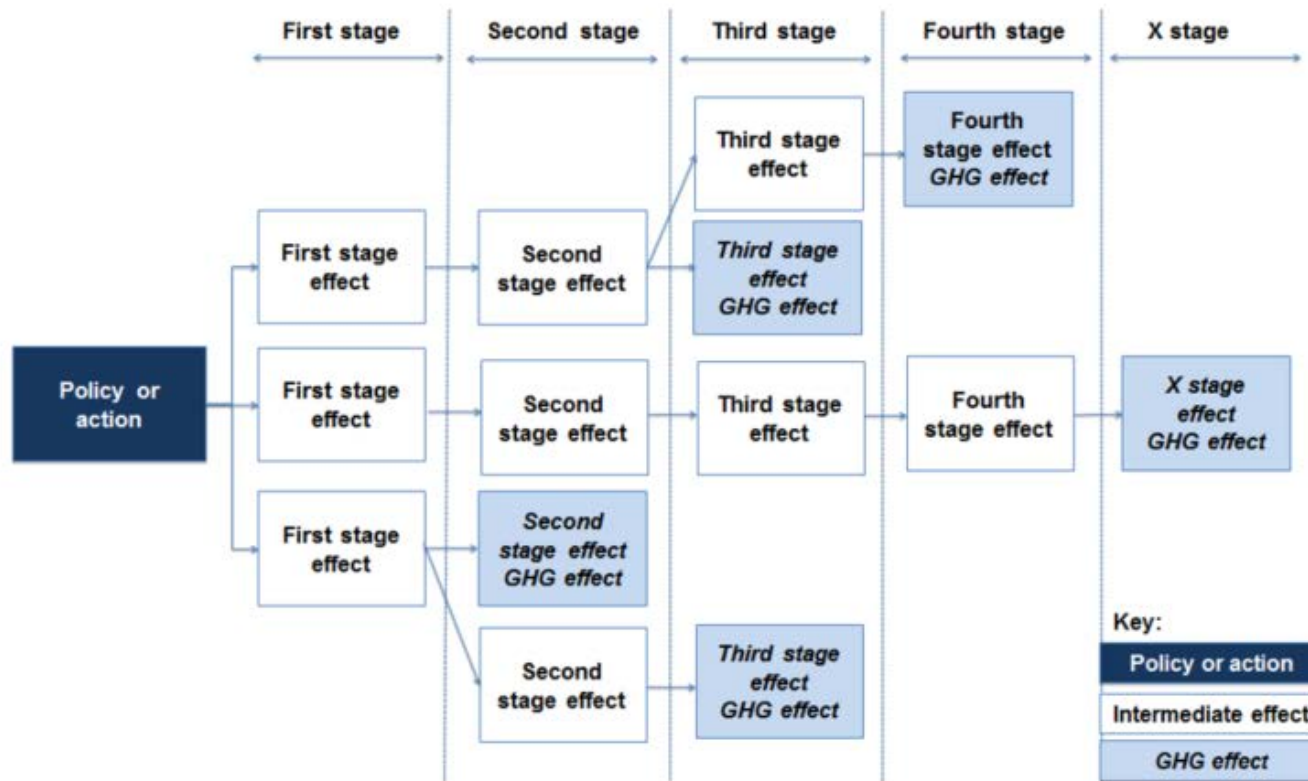 First stage
Second stage
Third stage
Fourth stage
X stage
Third stage
effect
Fourth
stage effect
GHG effect
First stage
effect
Second
stage effect
Third stage
effect
GHG effect
Policy or
action
First stage
effect
Second
stage effect
Third stage
effect
Fourth
stage effect
X stage
effect
GHG effect
First stage
effect
Second
stage effect
GHG effect
Second
stage effect
Third stage
effect
GHG effect
Key:
Policy or action
Intermediate effect
GHG effect